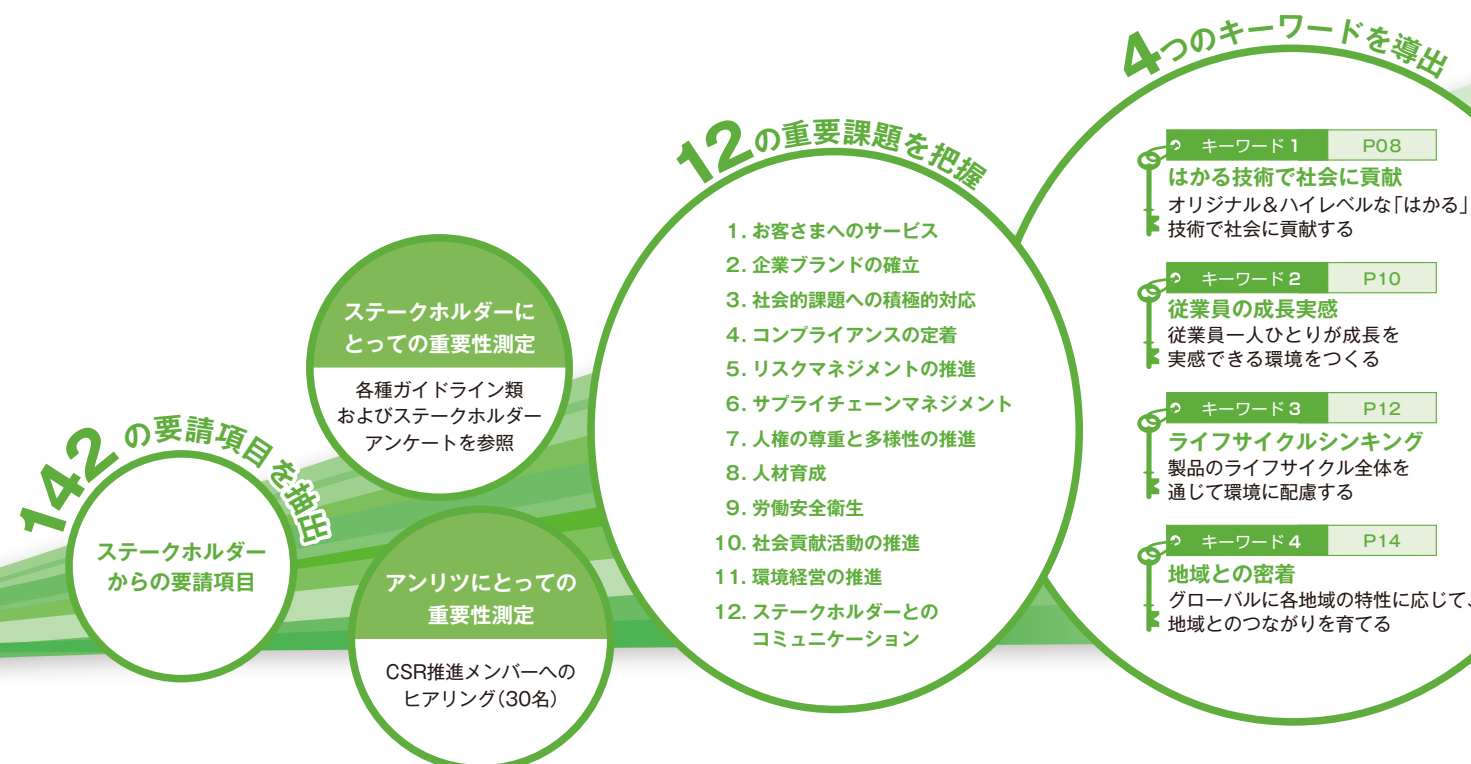 142の要請項目を抽出
ステークホルダー
からの要請項目
ステークホルダーに
とっての重要性測定
各種ガイドライン類
およびステークホルダー
アンケートを参照
アンリツにとっての
重要性測定
CSR推進メンバーへの
ヒアリング(30名)
12の重要課題を把握
1. お客さまへのサービス
2. 企業ブランドの確立
3. 社会的課題への積極的対応
4. コンプライアンスの定着
5. リスクマネジメントの推進
6. サプライチェーンマネジメント
7. 人権の尊重と多様性の推進
8. 人材育成
9. 労働安全衛生
10. 社会貢献活動の推進
11. 環境経営の推進
12. ステークホルダーとの
コミュニケーション
4つのキーワードを導出
キーワード1 P08
はかる技術で社会に貢献
オリジナル&ハイレベルな「はかる」
技術で社会に貢献する
キーワード2 P10
従業員の成長実感
従業員一人ひとりが成長を
実感できる環境をつくる
キーワード3 P12
ライフサイクルシンキング
製品のライフサイクル全体を
通じて環境に配慮する
キーワード4 P14
地域との密着
グローバルに各地域の特性に応じて、
地域とのつながりを育てる